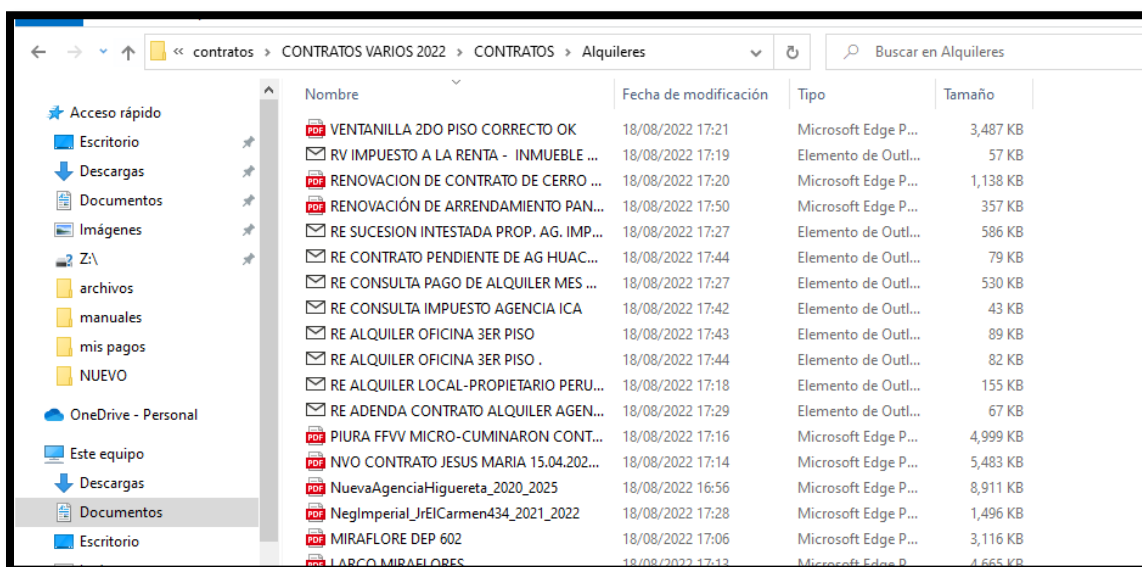 « contratos > CONTRATOS VARIOS 2022 > CONTRATOS > Alquileres
Buscar en Alquileres
Nombre Fecha de modificación Tipo Tamaño
Acceso rápido
Escritorio
Descargas
Documentos
Imágenes
Z:\
archivos
manuales
mis pagos
NUEVO
OneDrive - Personal
Este equipo
Descargas
Documentos
Escritorio
VENTANILLA 2DO PISO CORRECTO OK 18/08/2022 17:21 Microsoft Edge P... 3,487 KB
RV IMPUESTO A LA RENTA - INMUEBLE ... 18/08/2022 17:19 Elemento de Outl... 57 KB
RENOVACION DE CONTRATO DE CERRO ... 18/08/2022 17:20 Microsoft Edge P... 1,138 KB
RENOVACIÓN DE ARRENDAMIENTO PAN... 18/08/2022 17:50 Microsoft Edge P... 357 KB
RE SUCESION INTESTADA PROP. AG. IMP... 18/08/2022 17:27 Elemento de Outl... 586 KB
RE CONTRATO PENDIENTE DE AG HUAC... 18/08/2022 17:44 Elemento de Outl... 79 KB
RE CONSULTA PAGO DE ALQUILER MES ... 18/08/2022 17:27 Elemento de Outl... 530 KB
RE CONSULTA IMPUESTO AGENCIA ICA 18/08/2022 17:42 Elemento de Outl... 43 KB
RE ALQUILER OFICINA 3ER PISO 18/08/2022 17:43 Elemento de Outl... 89 KB
RE ALQUILER OFICINA 3ER PISO . 18/08/2022 17:44 Elemento de Outl... 82 KB
RE ALQUILER LOCAL-PROPIETARIO PERU... 18/08/2022 17:18 Elemento de Outl... 155 KB
RE ADENDA CONTRATO ALQUILER AGEN... 18/08/2022 17:29 Elemento de Outl... 67 KB
PIURA FFVV MICRO-CUMINARON CONT... 18/08/2022 17:16 Microsoft Edge P... 4,999 KB
NVO CONTRATO JESUS MARIA 15.04.202... 18/08/2022 17:14 Microsoft Edge P... 5,483 KB
NuevaAgenciaHiguereta_2020_2025 18/08/2022 16:56 Microsoft Edge P... 8,911 KB
NegImperial_JrElCarmen434_2021_2022 18/08/2022 17:28 Microsoft Edge P... 1,496 KB
MIRAFLORE DEP 602 18/08/2022 17:06 Microsoft Edge P... 3,116 KB
LARCO MIRAFLORES 18/08/2022 17:13 Microsoft Edge P... 4,665 KB